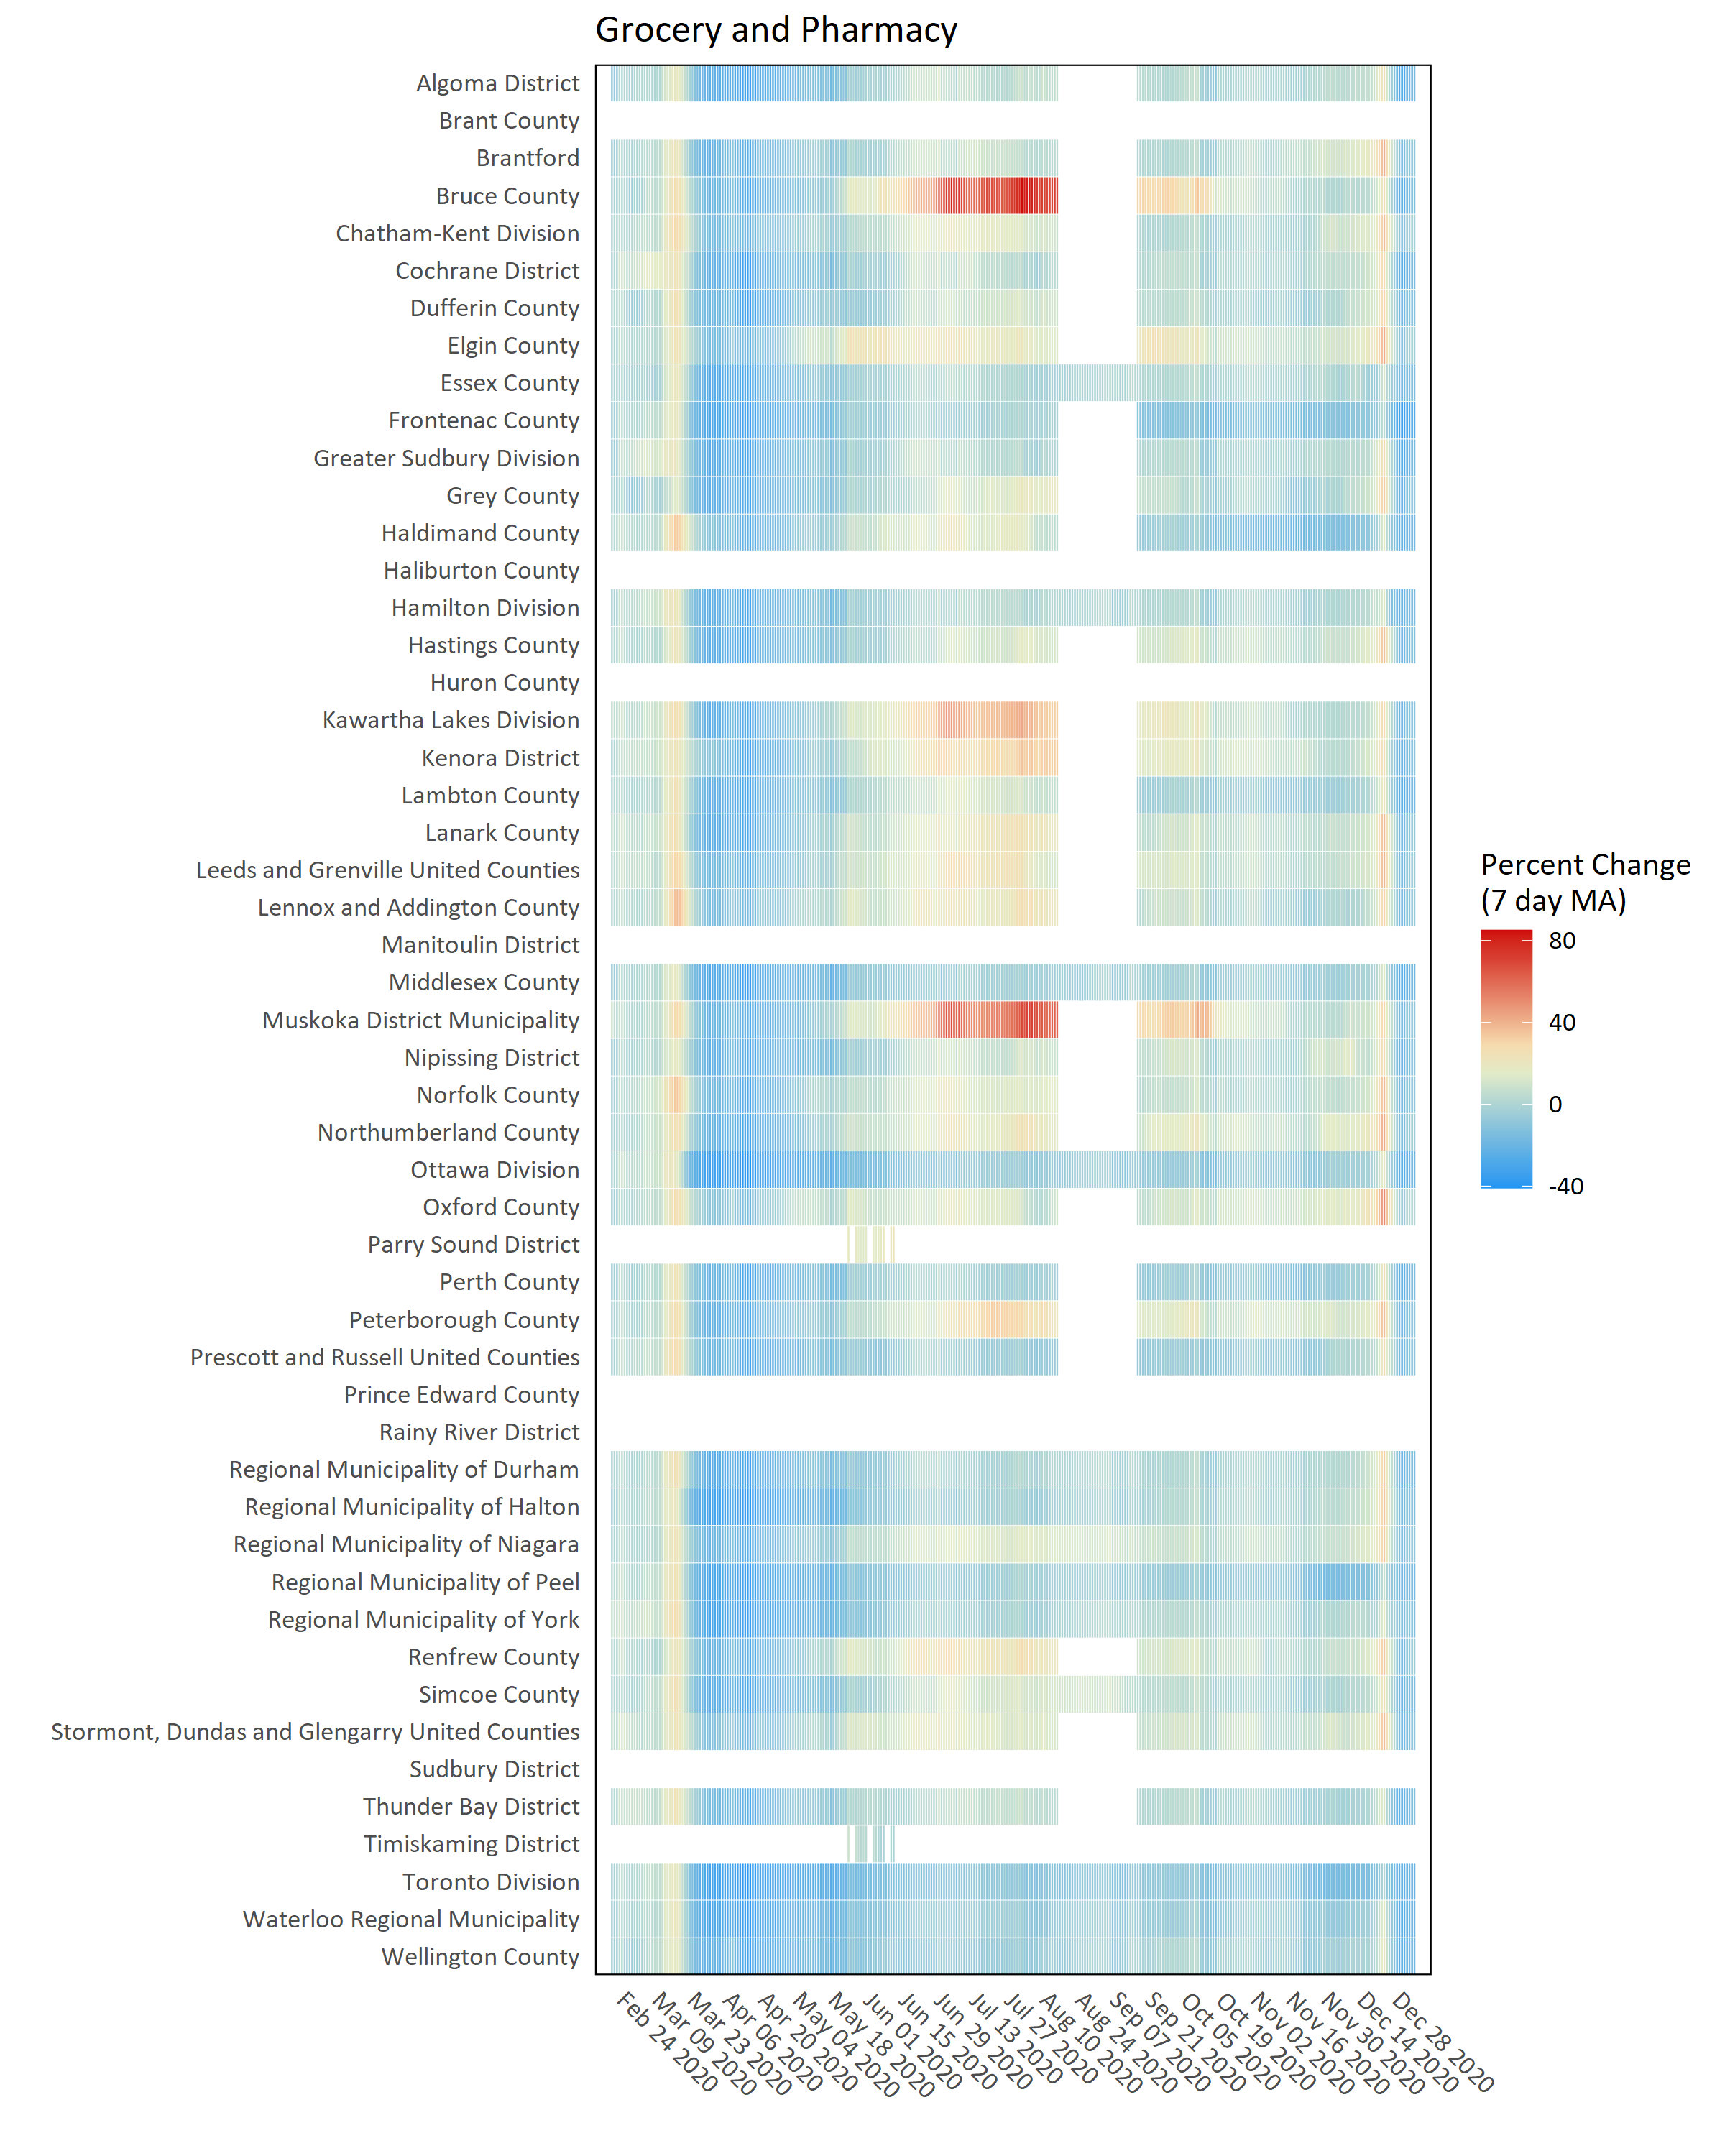 Grocery and Pharmacy
Algoma District
Brant County
Brantford
Bruce County
Chatham-Kent Division
Cochrane District
Dufferin County
Elgin County
Essex County
Frontenac County
Greater Sudbury Division
Grey County
Haldimand County
Haliburton County
Hamilton Division
Hastings County
Huron County
Kawartha Lakes Division
Kenora District
Lambton County
Lanark County
Leeds and Grenville United Counties
Lennox and Addington County
Manitoulin District
Middlesex County
Muskoka District Municipality
Nipissing District
Norfolk County
Northumberland County
Ottawa Division
Oxford County
Parry Sound District
Perth County
Peterborough County
Prescott and Russell United Counties
Prince Edward County
Rainy River District
Regional Municipality of Durham
Regional Municipality of Halton
Regional Municipality of Niagara
Regional Municipality of Peel
Regional Municipality of York
Renfrew County
Simcoe County
Stormont, Dundas and Glengarry United Counties
Sudbury District
Thunder Bay District
Timiskaming District
Toronto Division
Waterloo Regional Municipality
Wellington County
Feb 24 2020
Mar 09 2020
Mar 23 2020
Apr 06 2020
Apr 20 2020
May 04 2020
May 18 2020
Jun 01 2020
Jun 15 2020
Jun 29 2020
Jul 13 2020
Jul 27 2020
Aug 10 2020
Aug 24 2020
Sep 07 2020
Sep 21 2020
Oct 05 2020
Oct 19 2020
Nov 02 2020
Nov 16 2020
Nov 30 2020
Dec 14 2020
Dec 28 2020
Percent Change
(7 day MA)
80
40
0
-40